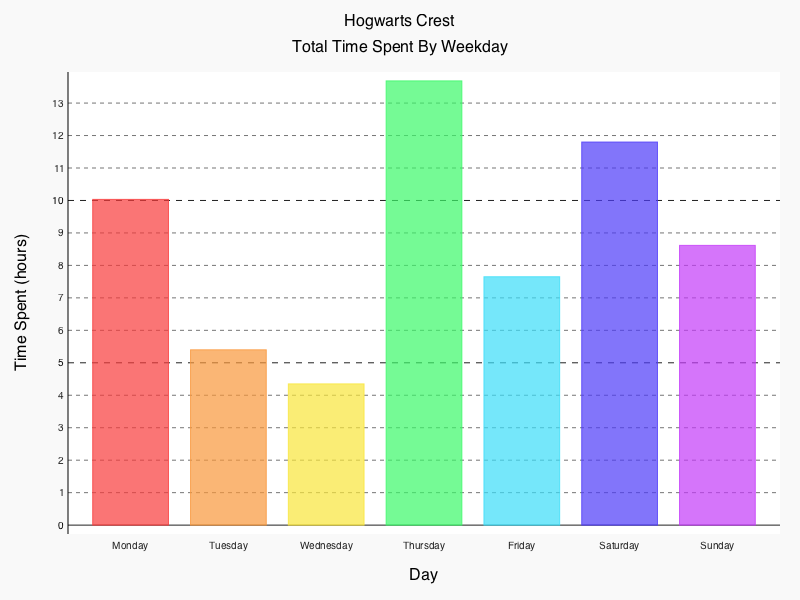 Hogwarts Crest
Total Time Spent By Weekday
Time Spent (hours)
13
12
11
10
9
8
7
6
5
4
3
2
1
0
Monday Tuesday Wednesday Thursday Friday Saturday Sunday
Day